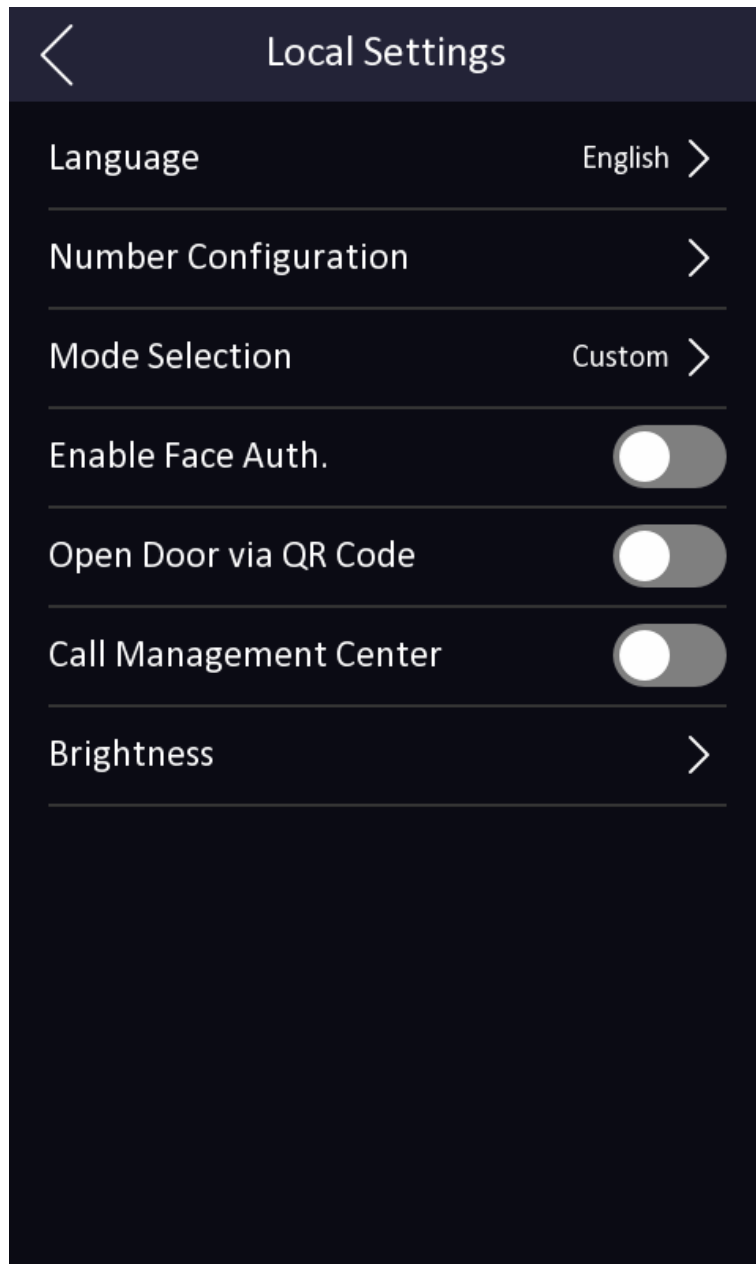 Local Settings
Language English
Number Configuration
Mode Selection Custom
Enable Face Auth.
Open Door via QR Code
Call Management Center
Brightness